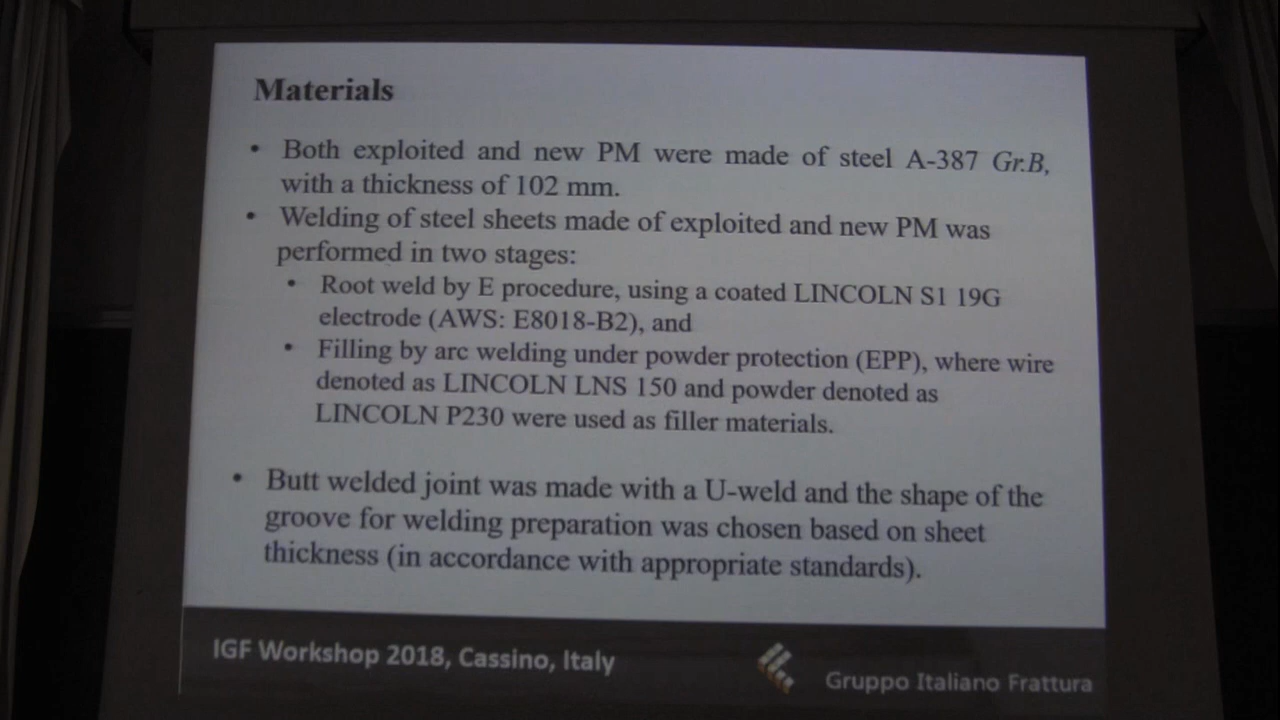 Materials
• Both exploited and new PM were made of steel A-387 Gr.B,
with a thickness of 102 mm.
• Welding of steel sheets made of exploited and new PM was
performed in two stages:
• Root weld by E procedure, using a coated LINCOLN S1 19G
electrode (AWS: E8018-B2), and
• Filling by arc welding under powder protection (EPP), where wire
denoted as LINCOLN LNS 150 and powder denoted as
LINCOLN P230 were used as filler materials.
• Butt welded joint was made with a U-weld and the shape of the
groove for welding preparation was chosen based on sheet
thickness (in accordance with appropriate standards).
IGF Workshop 2018, Cassino, Italy
Gruppo Italiano Frattura